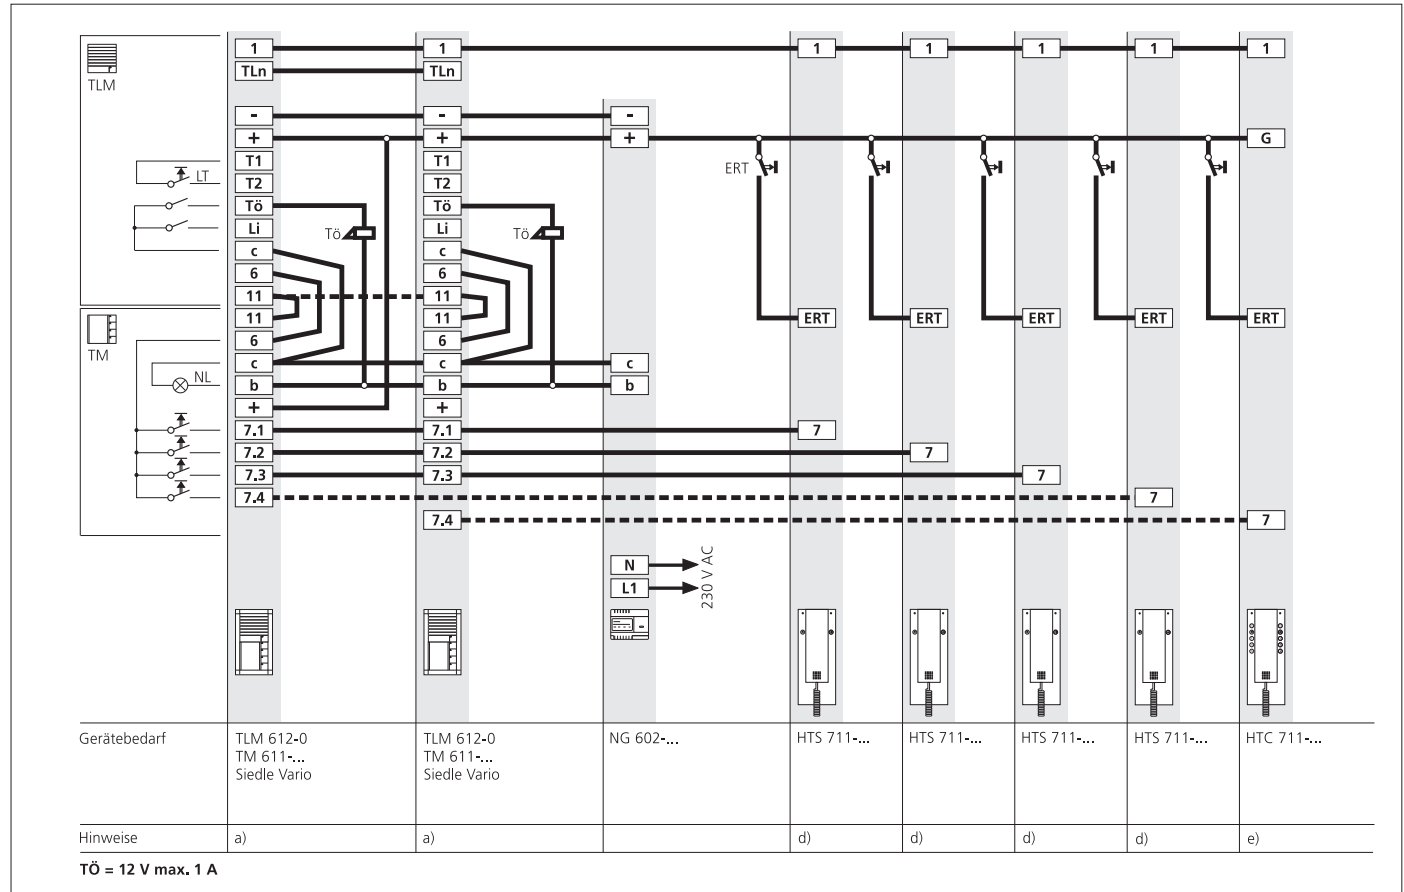 1 1 1 1 1 1 1
TLn TLn
TLM
- - -
+ + + G
T1 T1
ERT
LT
T2 T2
Tö Tö
Li Tö Li Tö
c c
6 6
11 11
11 11 ERT ERT ERT ERT ERT
6 6
TM
c c c
NL
b b b
+ +
7.1 7.1 7
7.2 7.2 7
7.3 7.3 7
7.4 7
7.4 7
N
L1
230 V AC
Gerätebedarf
TLM 612-0
TM 611-...
Siedle Vario
TLM 612-0
TM 611-...
Siedle Vario
NG 602-...
HTS 711-...
HTS 711-...
HTS 711-...
HTS 711-...
HTC 711-...
Hinweise a) a) d) d) d) d) e)
TÖ = 12 V max. 1 A